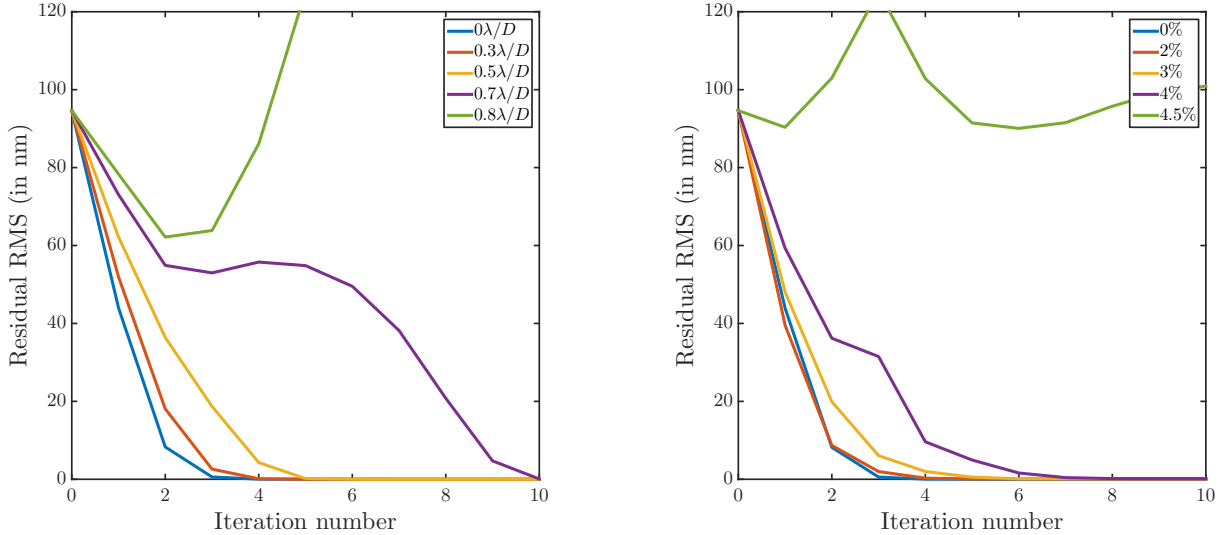 120
100
80
60
40
20
0
Residual RMS (in nm)
0λ/D
0.3λ/D
0.5λ/D
0.7λ/D
0.8λ/D
0 2 4 6 8 10
Iteration number
120
100
80
60
40
20
0
Residual RMS (in nm)
0%
2%
3%
4%
4.5%
0 2 4 6 8 10
Iteration number